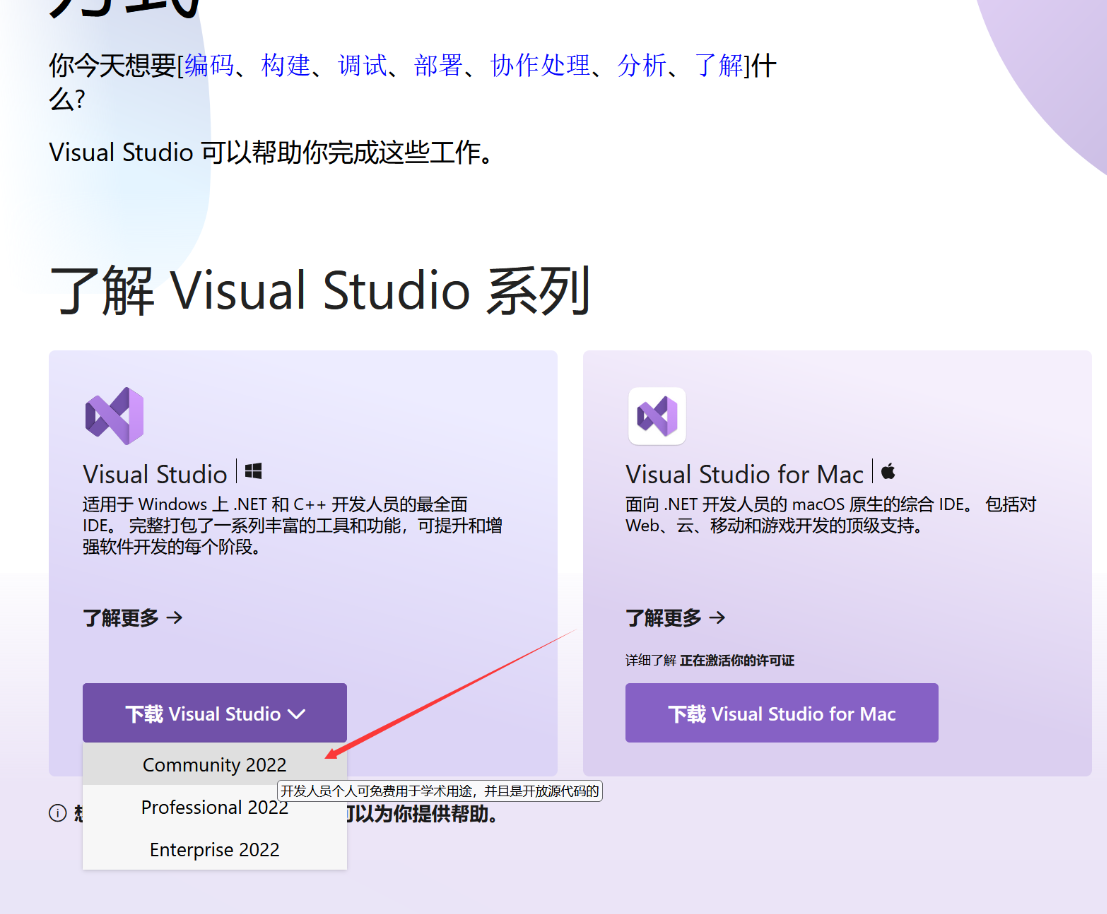 你今天想要[编码、构建、调试、部署、协作处理、分析、了解]什
么?
Visual Studio 可以帮助你完成这些工作。
了解 Visual Studio 系列
Visual Studio
适用于 Windows 上 .NET 和 C++ 开发人员的最全面
IDE。 完整打包了一系列丰富的工具和功能，可提升和增
强软件开发的每个阶段。
了解更多
下载 Visual Studio
Community 2022
开发人员个人可免费用于学术用途，并且是开放源代码的
Professional 2022
Enterprise 2022
Visual Studio for Mac
面向 .NET 开发人员的 macOS 原生的综合 IDE。 包括对
Web、云、移动和游戏开发的顶级支持。
了解更多
详细了解 正在激活你的许可证
下载 Visual Studio for Mac
可以为你提供帮助。